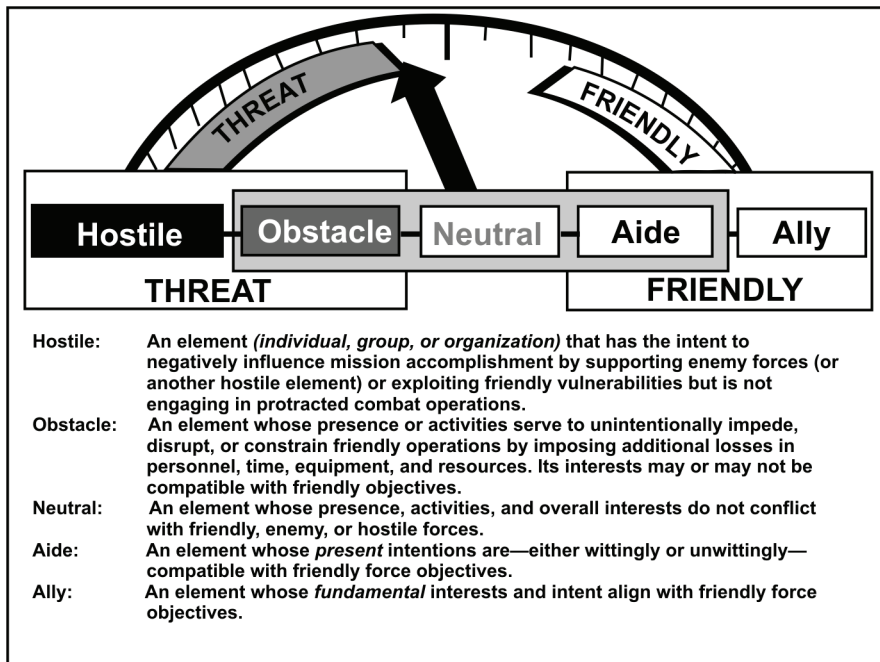 THREAT
FRIENDLY
Hostile Obstacle Neutral Aide Ally
THREAT FRIENDLY
Hostile: An element (individual, group, or organization) that has the intent to
negatively influence mission accomplishment by supporting enemy forces (or
another hostile element) or exploiting friendly vulnerabilities but is not
engaging in protracted combat operations.
Obstacle: An element whose presence or activities serve to unintentionally impede,
disrupt, or constrain friendly operations by imposing additional losses in
personnel, time, equipment, and resources. Its interests may or may not be
compatible with friendly objectives.
Neutral: An element whose presence, activities, and overall interests do not conflict
with friendly, enemy, or hostile forces.
Aide: An element whose present intentions are—either wittingly or unwittingly—
compatible with friendly force objectives.
Ally: An element whose fundamental interests and intent align with friendly force
objectives.